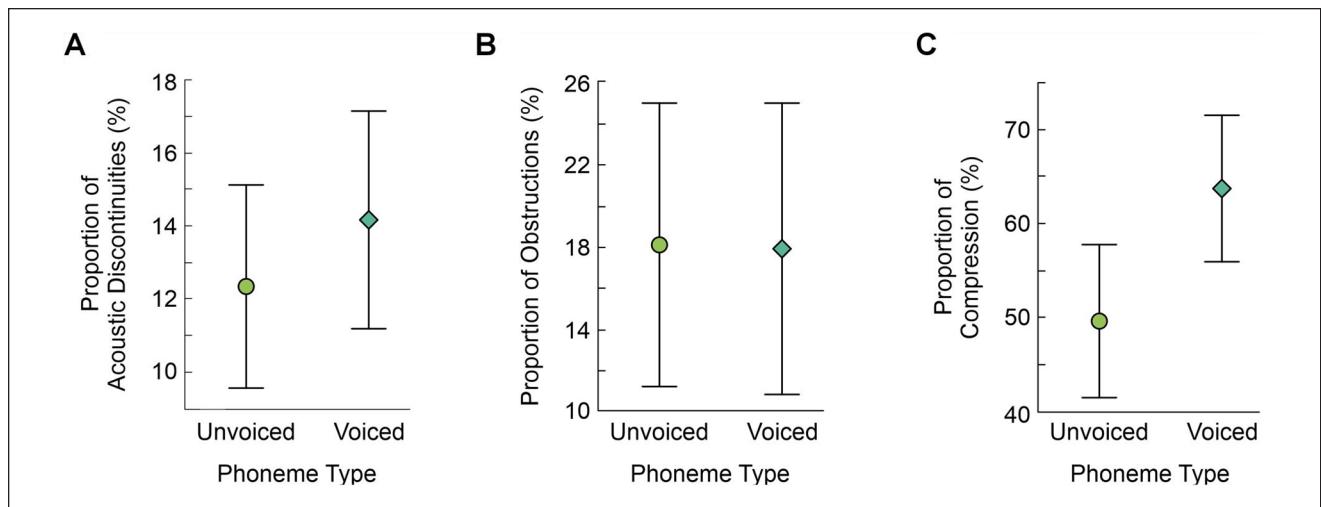 A
Proportion of
Acoustic Discontinuities (%)
18
16
14
12
10
Unvoiced
Voiced
Phoneme Type
B
Proportion of Obstructions (%)
26
22
18
14
10
Unvoiced
Voiced
Phoneme Type
C
Proportion of
Compression (%)
70
60
50
40
Unvoiced
Voiced
Phoneme Type